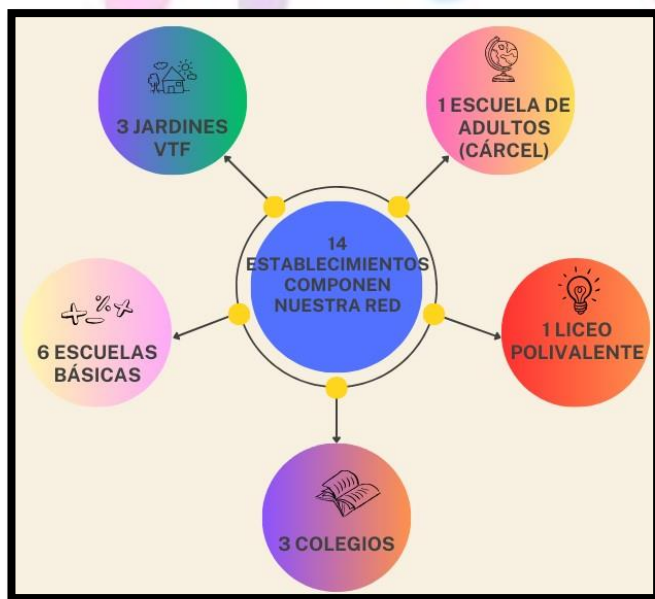 3 JARDINES
VTF
1 ESCUELA DE
ADULTOS
(CÁRCEL)
14
ESTABLECIMIENTOS
COMPONEN
NUESTRA RED
6 ESCUELAS
BÁSICAS
1 LICEO
POLIVALENTE
3 COLEGIOS